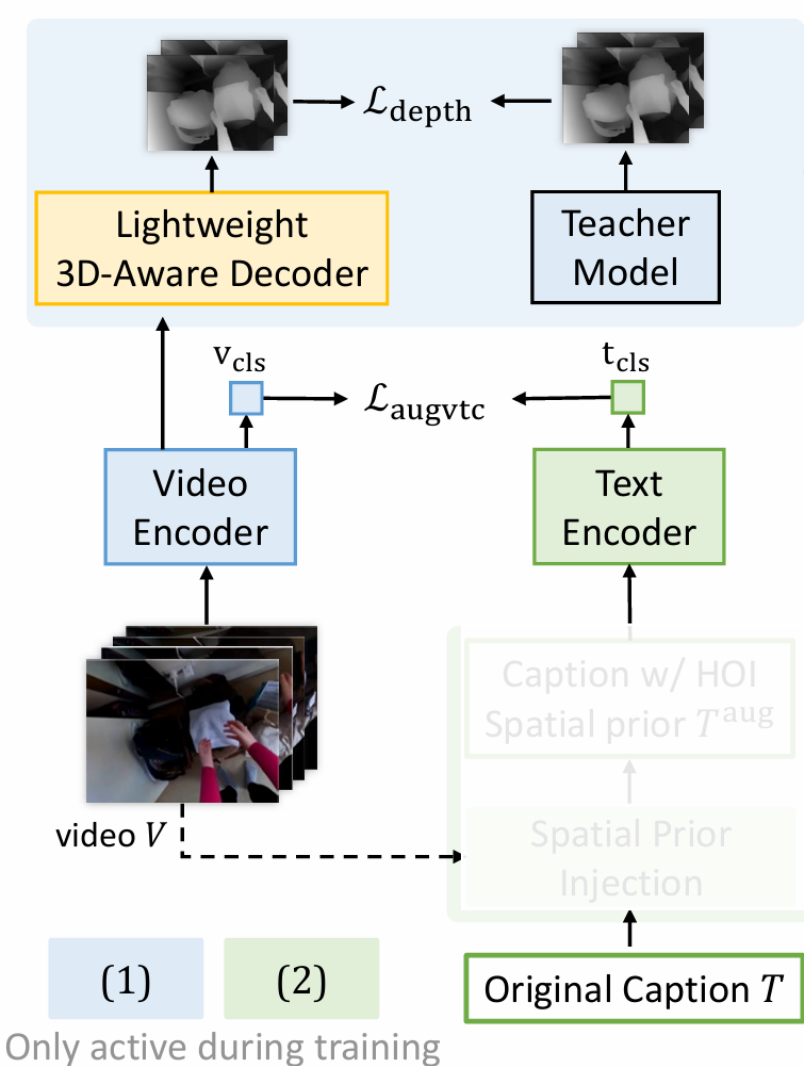 ℒdepth
Lightweight
3D-Aware Decoder
Teacher
Model
vcls
tcls
ℒaugvtc
Video
Encoder
Text
Encoder
Caption w/ HOI
Spatial prior 𝑇aug
video 𝑉
Spatial Prior
Injection
(1)
(2)
Original Caption 𝑇
Only active during training